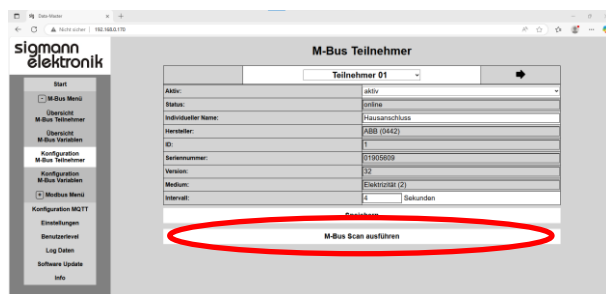 Data Master
Nicht sicher | 192.168.0.170
sigmann
elektronik
M-Bus Teilnehmer
Teilnehmer 01
Start
- M-Bus Menü
Übersicht
M-Bus Teilnehmer
Übersicht
M-Bus Variablen
Konfiguration
M-Bus Teilnehmer
Konfiguration
M-Bus Variablen
+ Modbus Menü
Konfiguration MQTT
Einstellungen
Benutzerlevel
Log Daten
Software Update
Info
Aktiv: aktiv
Status: online
Individueller Name: Hausanschluss
Hersteller: ABB (0442)
ID: 1
Seriennummer: 01905609
Version: 32
Medium: Elektrizität (2)
Intervall: 4 Sekunden
Speichern
M-Bus Scan ausführen